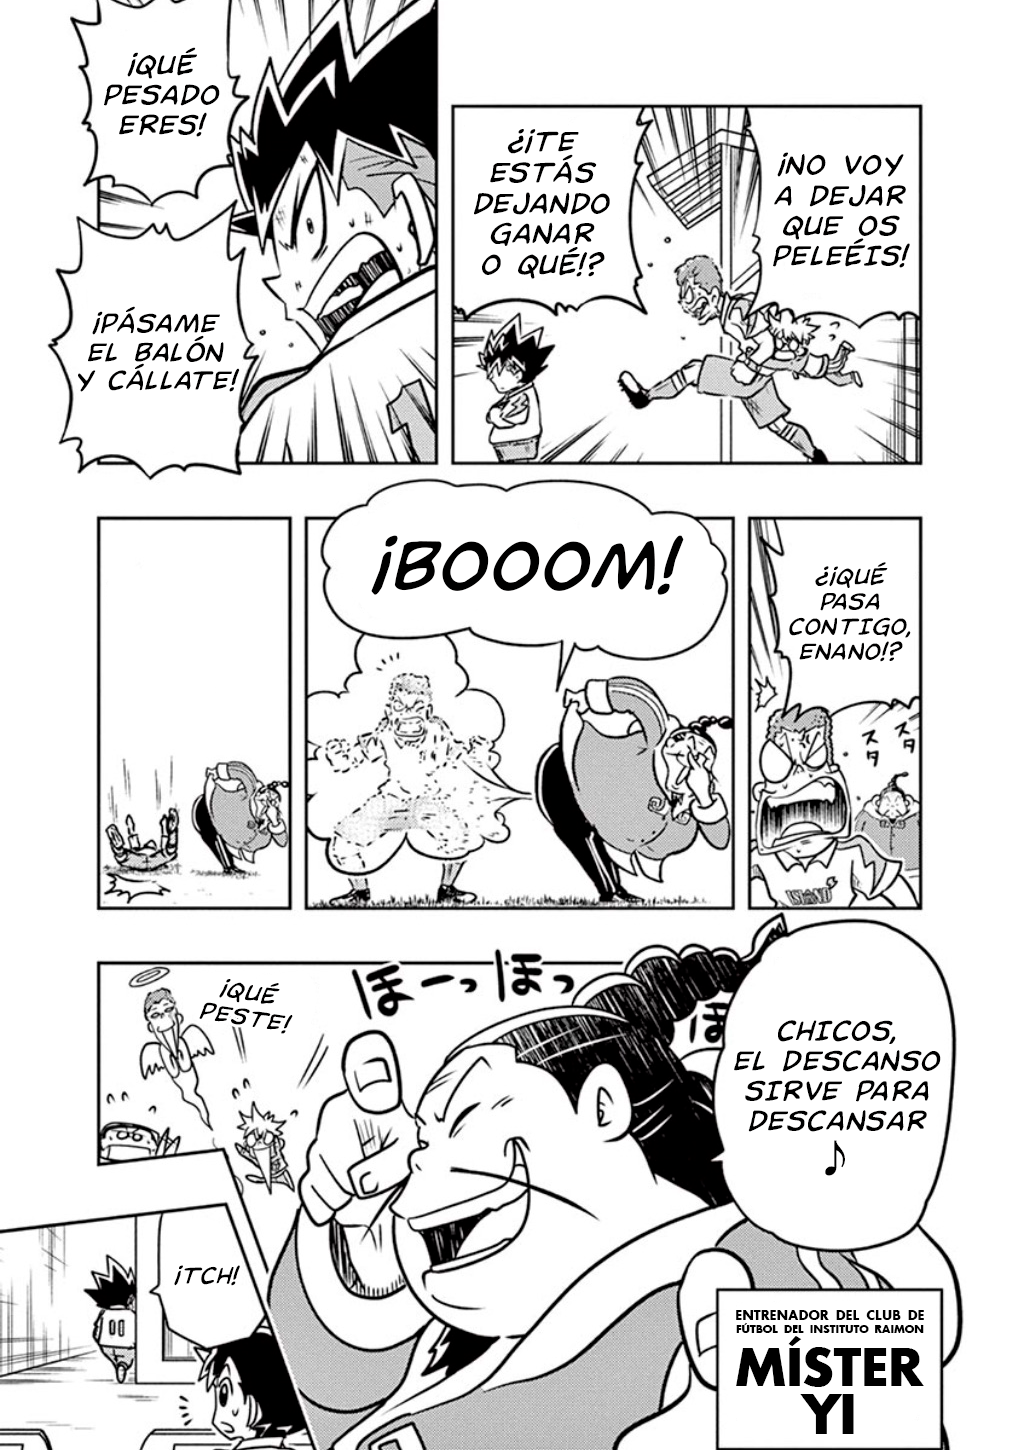 ¡QUÉ
PESADO
ERES!
¡PÁSAME
EL BALÓN
Y CÁLLATE!
¿¡TE
ESTÁS
DEJANDO
GANAR
O QUÉ!?
¡NO VOY
A DEJAR
QUE OS
PELEÉIS!
¡BOOOM!
¿¡QUÉ
PASA
CONTIGO,
ENANO!?
スタ
スタ
ISLAND
¡QUÉ
PESTE!
ほーっほっ
ほ
CHICOS,
EL DESCANSO
SIRVE PARA
DESCANSAR
♪
¡TCH!
ENTRENADOR DEL CLUB DE
FÚTBOL DEL INSTITUTO RAIMON
MÍSTER
YI